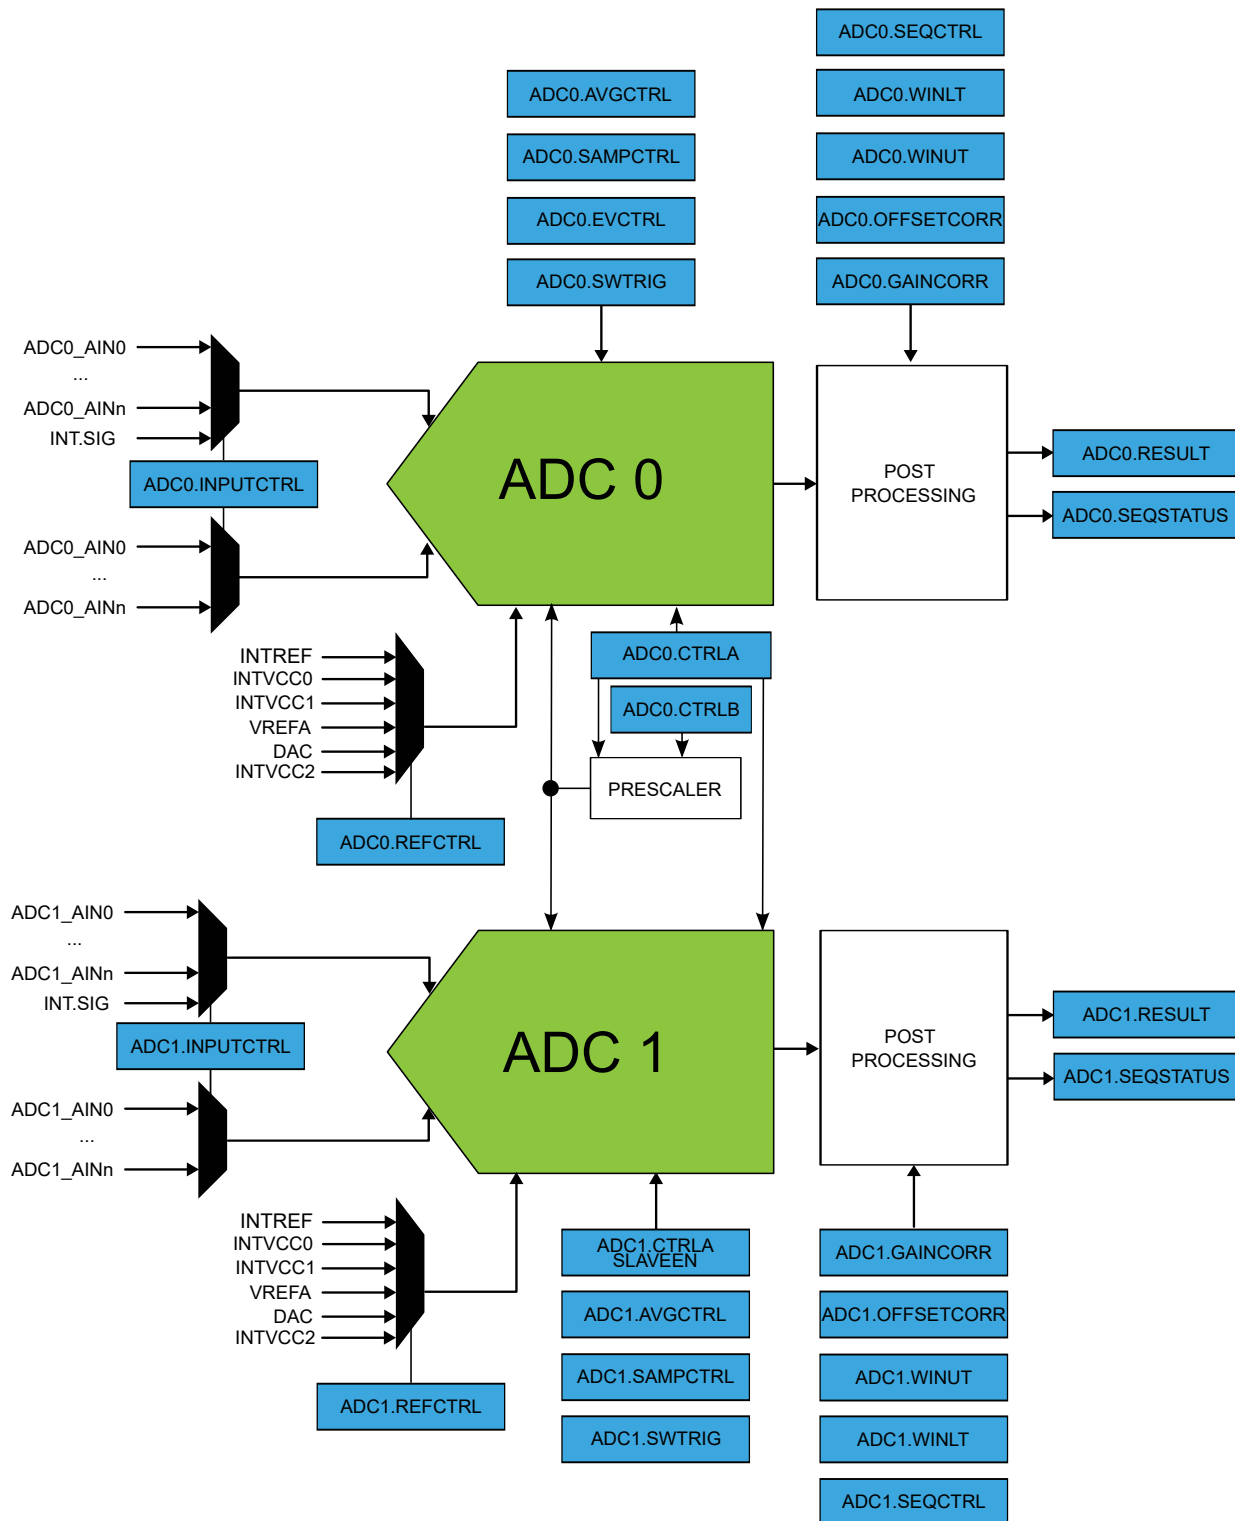 ADC0.SEQCTRL
ADC0.AVGCTRL
ADC0.WINLT
ADC0.SAMPCTRL
ADC0.WINUT
ADC0.EVCTRL
ADC0.OFFSETCORR
ADC0.SWTRIG
ADC0.GAINCORR
ADC0_AIN0
...
ADC0_AINn
INT.SIG
ADC0.INPUTCTRL
ADC0_AIN0
...
ADC0_AINn
ADC 0
POST
PROCESSING
ADC0.RESULT
ADC0.SEQSTATUS
INTREF
INTVCC0
INTVCC1
VREFA
DAC
INTVCC2
ADC0.REFCTRL
ADC0.CTRLA
ADC0.CTRLB
PRESCALER
ADC1_AIN0
...
ADC1_AINn
INT.SIG
ADC1.INPUTCTRL
ADC1_AIN0
...
ADC1_AINn
ADC 1
POST
PROCESSING
ADC1.RESULT
ADC1.SEQSTATUS
INTREF
INTVCC0
INTVCC1
VREFA
DAC
INTVCC2
ADC1.REFCTRL
ADC1.CTRLA
SLAVEEN
ADC1.AVGCTRL
ADC1.SAMPCTRL
ADC1.SWTRIG
ADC1.GAINCORR
ADC1.OFFSETCORR
ADC1.WINUT
ADC1.WINLT
ADC1.SEQCTRL